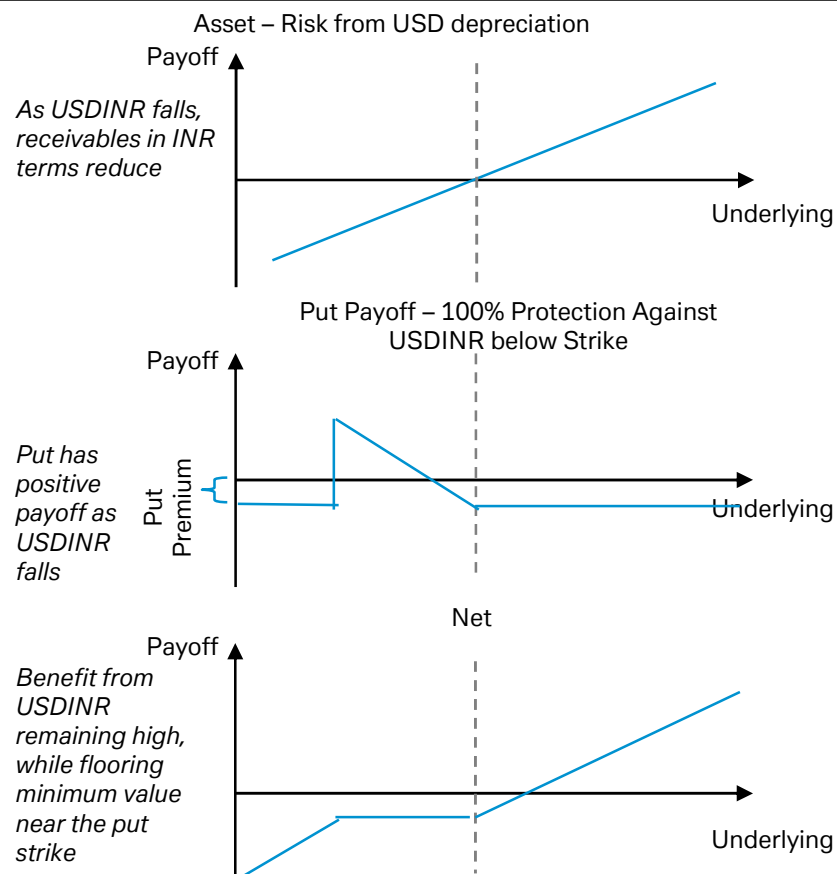 Asset – Risk from USD depreciation
Payoff
As USDINR falls,
receivables in INR
terms reduce
Underlying
Put Payoff – 100% Protection Against
USDINR below Strike
Payoff
Put has
positive
payoff as
USDINR
falls
Put
Premium
Underlying
Net
Payoff
Benefit from
USDINR
remaining high,
while flooring
minimum value
near the put
strike
Underlying